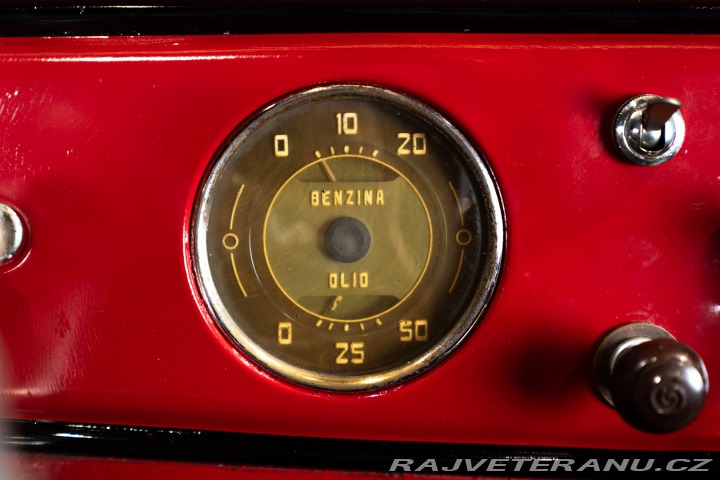 0 10 20
BENZINA
OLIO
0 25 50
RAJVETERANU.CZ